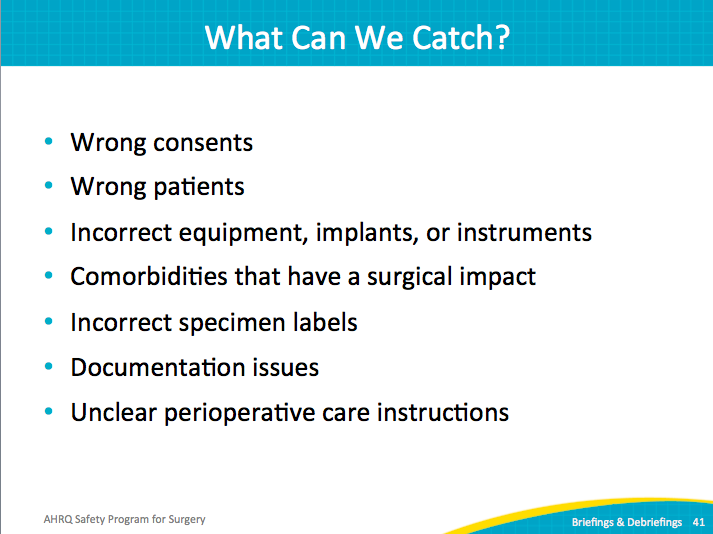 What Can We Catch?
• Wrong consents
• Wrong patients
• Incorrect equipment, implants, or instruments
• Comorbidities that have a surgical impact
• Incorrect specimen labels
• Documentation issues
• Unclear perioperative care instructions
AHRQ Safety Program for Surgery
Briefings & Debriefings 41